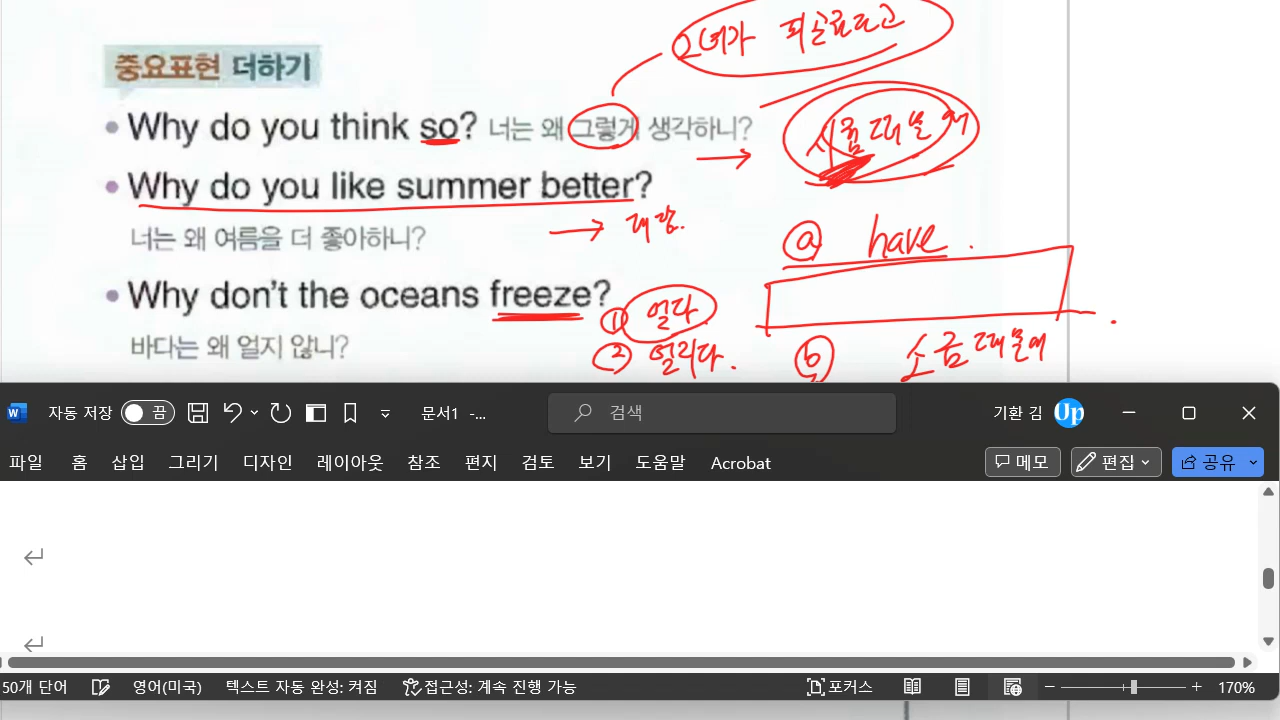 네가 피곤하다고
중요표현 더하기
• Why do you think so? 너는 왜 그렇게 생각하니?
때문에
• Why do you like summer better?
→ 대답.
너는 왜 여름을 더 좋아하니?
ⓐ have.
• Why don't the oceans freeze?
① 얼다
바다는 왜 얼지 않니?
② 얼리다.
ⓑ 소금 때문에
자동 저장 끔 문서1 -... 검색 기환 김 Up
파일 홈 삽입 그리기 디자인 레이아웃 참조 편지 검토 보기 도움말 Acrobat 메모 편집 공유
50개 단어 영어(미국) 텍스트 자동 완성: 켜짐 접근성: 계속 진행 가능 포커스 170%